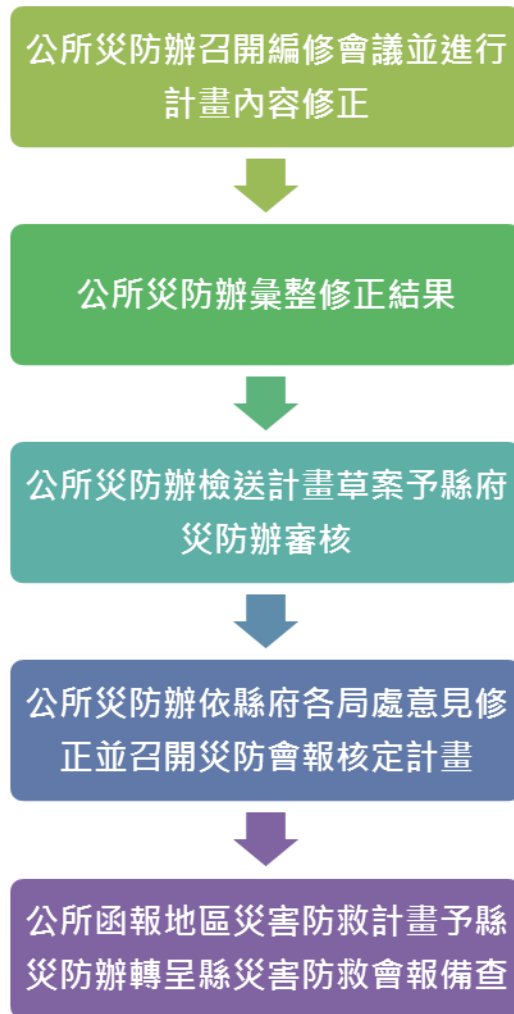 公所災防辦召開編修會議並進行
計畫內容修正
公所災防辦彙整修正結果
公所災防辦檢送計畫草案予縣府
災防辦審核
公所災防辦依縣府各局處意見修
正並召開災防會報核定計畫
公所函報地區災害防救計畫予縣
災防辦轉呈縣災害防救會報備查